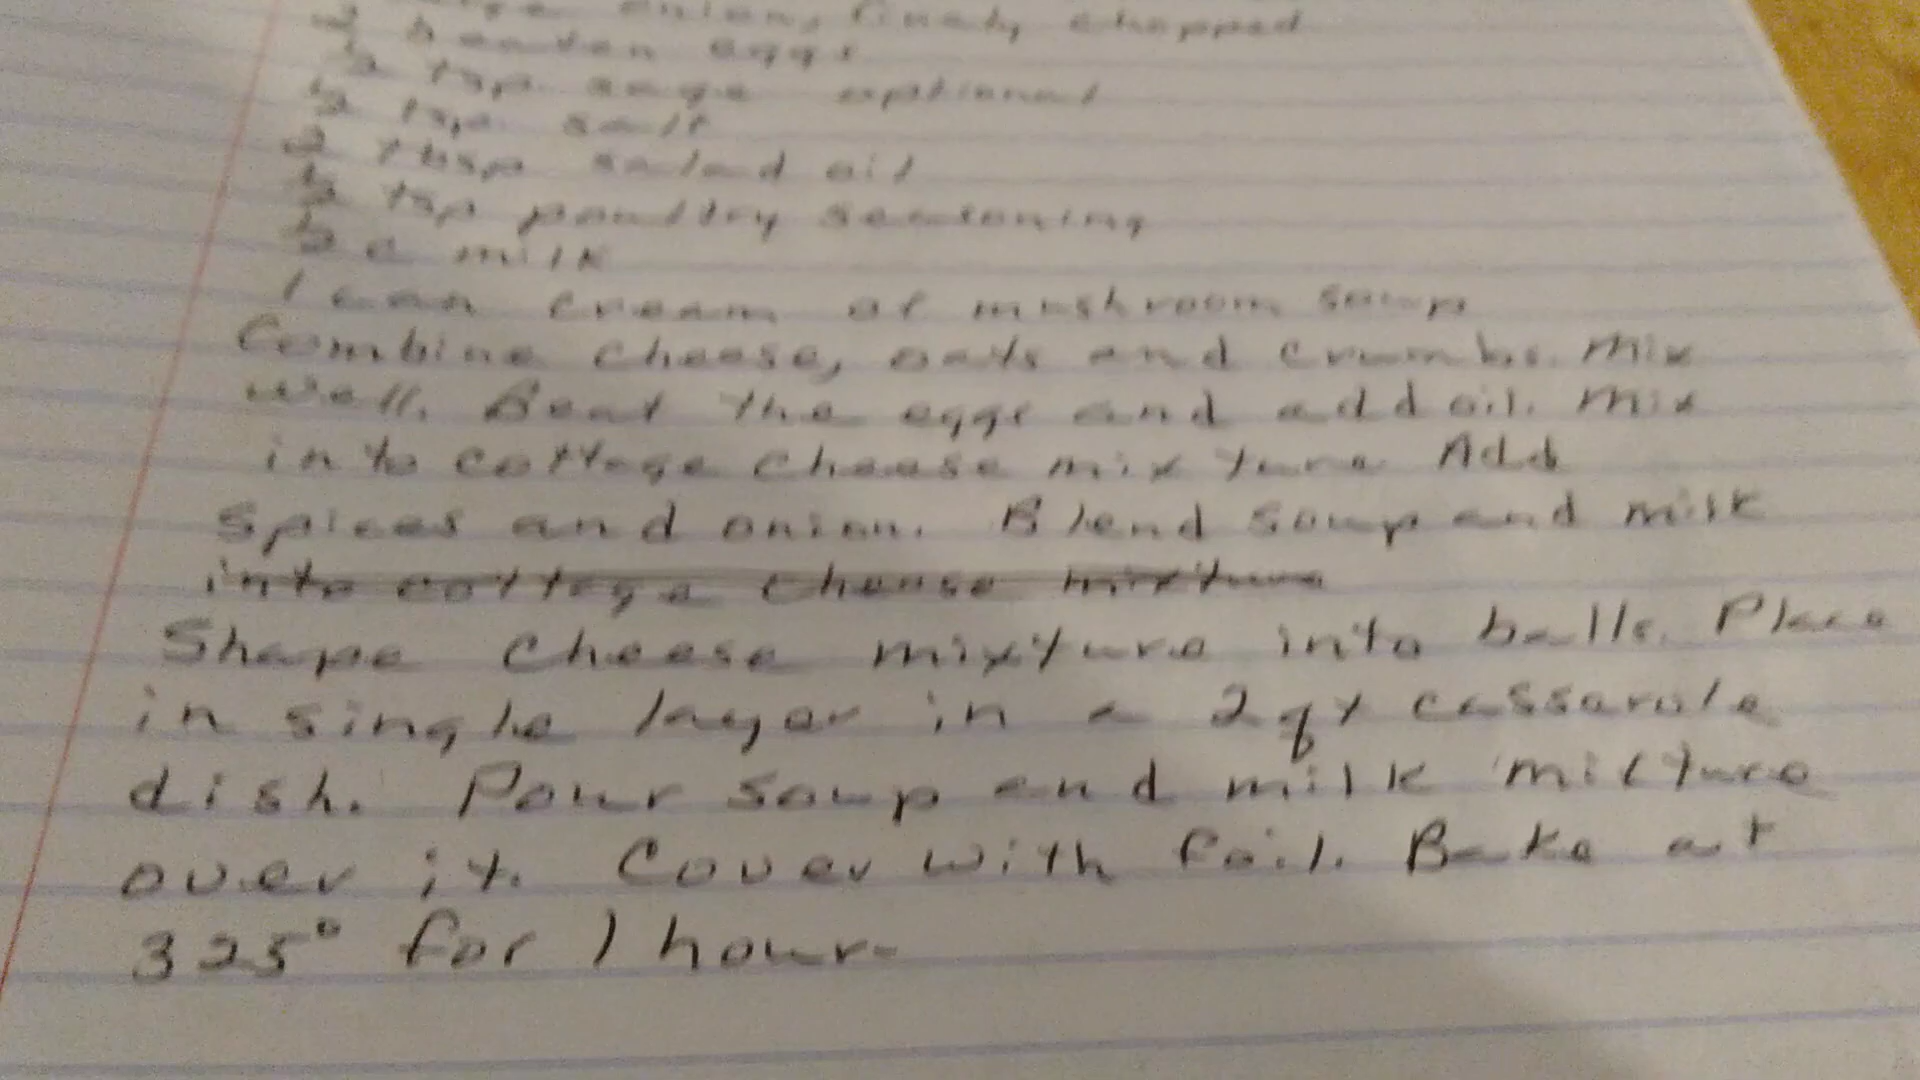 onion, finely chopped
2 beaten eggs
½ tsp sage optional
½ tsp salt
2 tbsp salad oil
½ tsp poultry seasoning
½ c milk
1 can cream of mushroom soup
Combine cheese, oats and crumbs. Mix
well. Beat the eggs and add oil. Mix
into cottage cheese mixture Add
spices and onion. Blend soup and milk
into cottage cheese mixture
Shape cheese mixture into balls. Place
in single layer in a 2 qt casserole
dish. Pour soup and milk mixture
over it. Cover with foil. Bake at
325° for 1 hour.